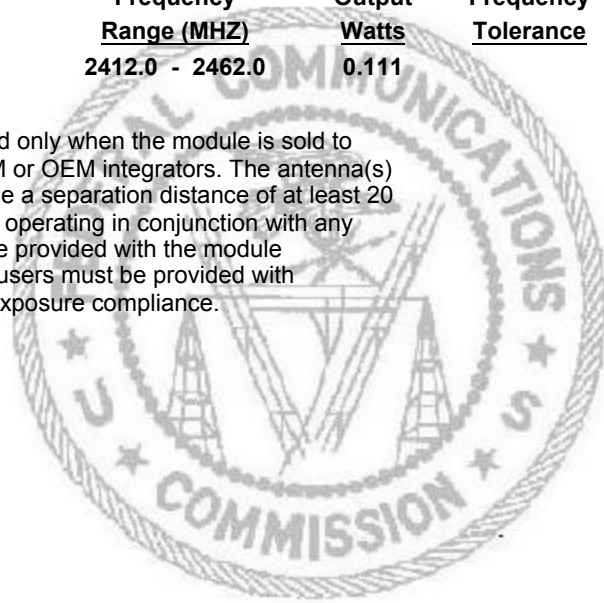 Frequency Output Frequency
Range (MHZ) Watts Tolerance
2412.0 - 2462.0 0.111
d only when the module is sold to
M or OEM integrators. The antenna(s)
e a separation distance of at least 20
operating in conjunction with any
e provided with the module
users must be provided with
exposure compliance.
FEDERAL COMMUNICATIONS
U S
COMMISSION